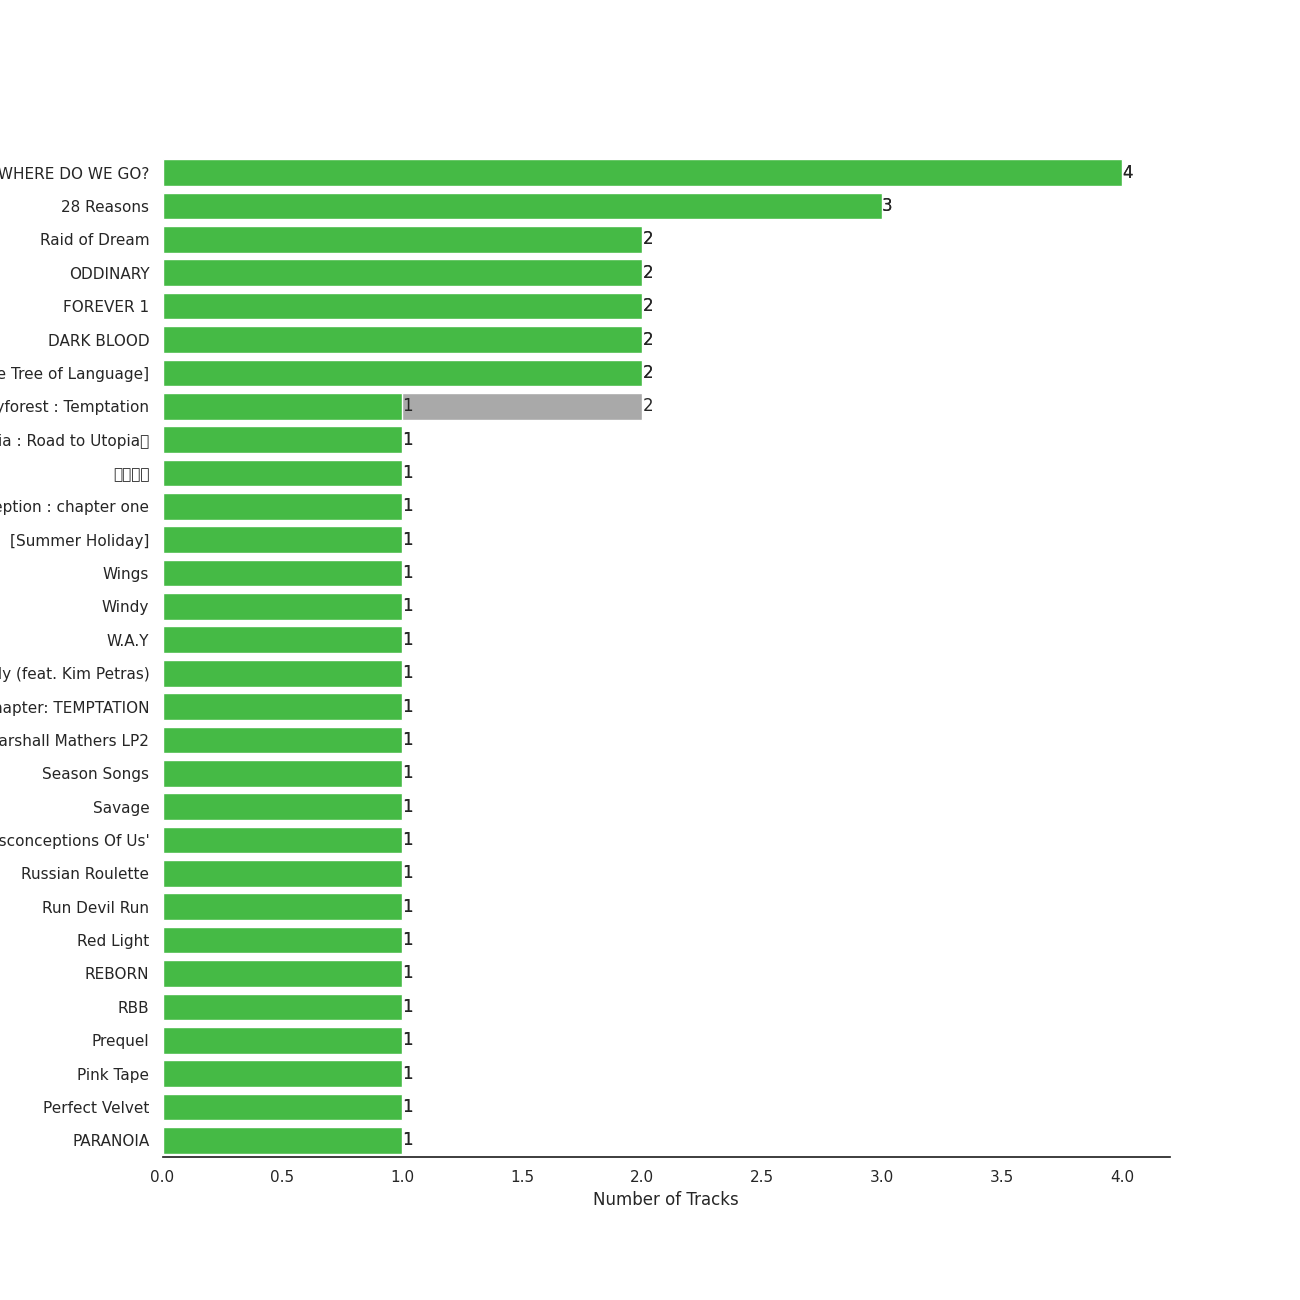 WHERE DO WE GO? 4
28 Reasons 3
Raid of Dream 2
ODDINARY 2
FOREVER 1 2
DARK BLOOD 2
e Tree of Language] 2
yforest : Temptation 1 2
ia : Road to Utopia 1
1
eption : chapter one 1
[Summer Holiday] 1
Wings 1
Windy 1
W.A.Y 1
ly (feat. Kim Petras) 1
hapter: TEMPTATION 1
arshall Mathers LP2 1
Season Songs 1
Savage 1
sconceptions Of Us' 1
Russian Roulette 1
Run Devil Run 1
Red Light 1
REBORN 1
RBB 1
Prequel 1
Pink Tape 1
Perfect Velvet 1
PARANOIA 1
0.0 0.5 1.0 1.5 2.0 2.5 3.0 3.5 4.0
Number of Tracks